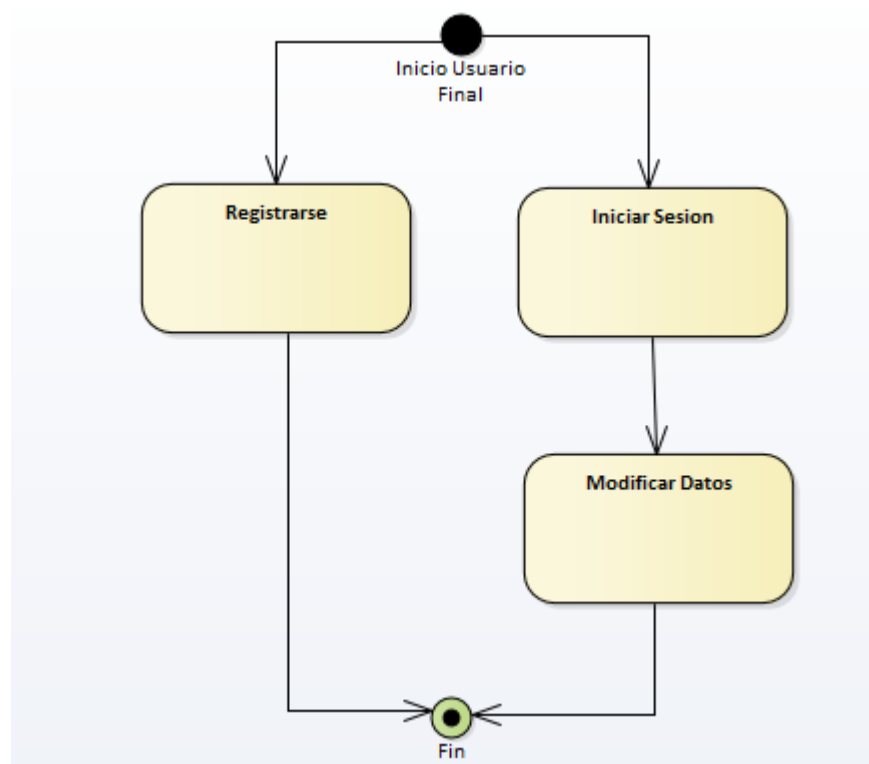 Inicio Usuario
Final
Registrarse
Iniciar Sesion
Modificar Datos
Fin